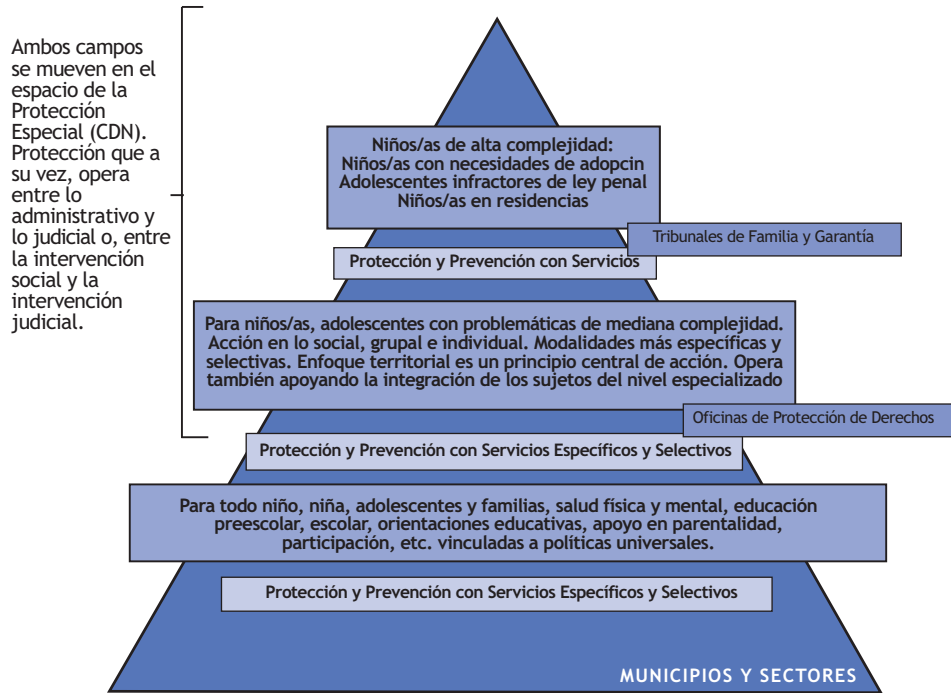 Ambos campos
se mueven en el
espacio de la
Protección
Especial (CDN).
Protección que a
su vez, opera
entre lo
administrativo y
lo judicial o, entre
la intervención
social y la
intervención
judicial.
Niños/as de alta complejidad:
Niños/as con necesidades de adopcin
Adolescentes infractores de ley penal
Niños/as en residencias
Tribunales de Familia y Garantía
Protección y Prevención con Servicios
Para niños/as, adolescentes con problemáticas de mediana complejidad.
Acción en lo social, grupal e individual. Modalidades más específicas y
selectivas. Enfoque territorial es un principio central de acción. Opera
también apoyando la integración de los sujetos del nivel especializado
Oficinas de Protección de Derechos
Protección y Prevención con Servicios Específicos y Selectivos
Para todo niño, niña, adolescentes y familias, salud física y mental, educación
preescolar, escolar, orientaciones educativas, apoyo en parentalidad,
participación, etc. vinculadas a políticas universales.
Protección y Prevención con Servicios Específicos y Selectivos
MUNICIPIOS Y SECTORES